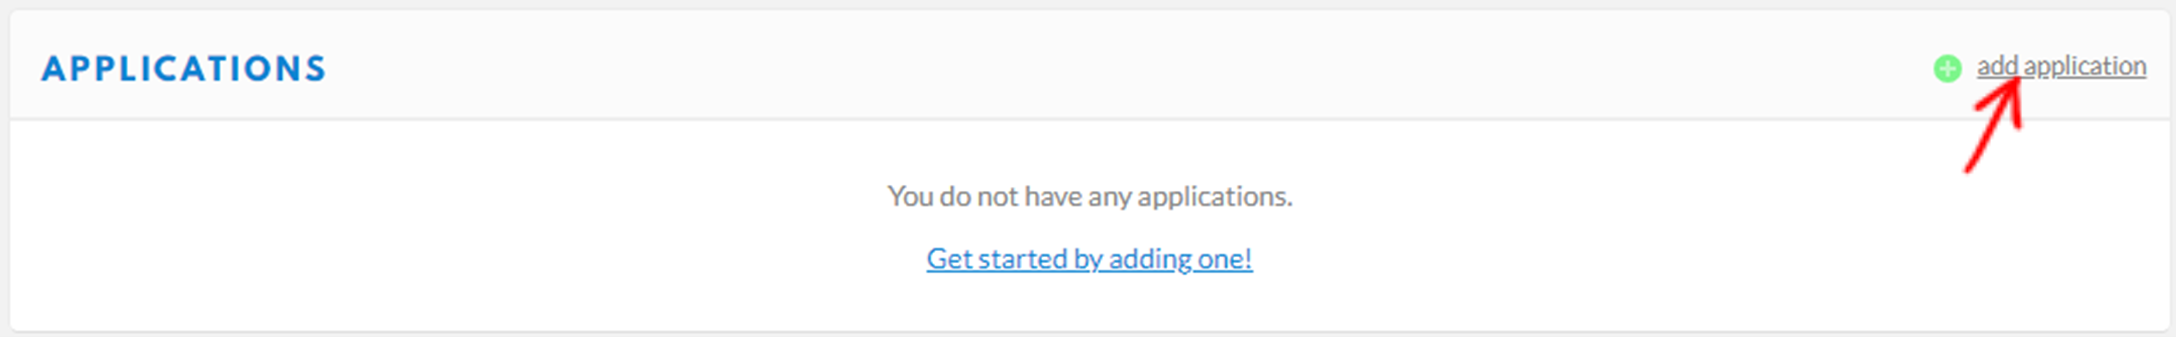 APPLICATIONS
add application
You do not have any applications.
Get started by adding one!